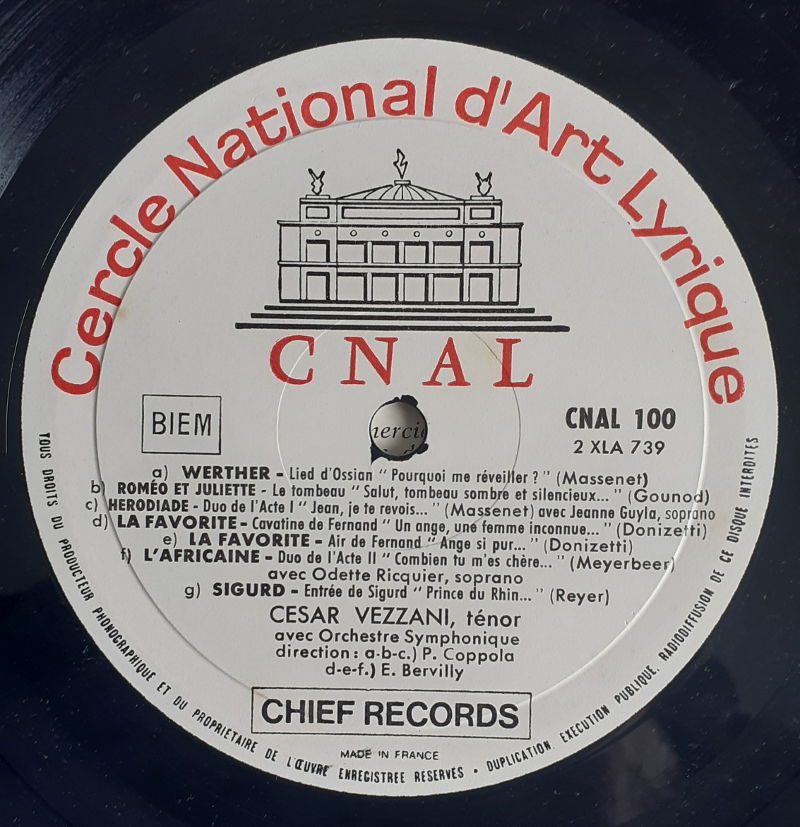 Cercle National d'Art Lyrique
CNAL
BIEM
CNAL 100
2 XLA 739
a) WERTHER - Lied d'Ossian " Pourquoi me réveiller ? " (Massenet)
b) ROMÉO ET JULIETTE - Le tombeau " Salut, tombeau sombre et silencieux... " (Gounod)
c) HERODIADE - Duo de l'Acte I " Jean, je te revois... " (Massenet) avec Jeanne Guyla, soprano
d) LA FAVORITE - Cavatine de Fernand " Un ange, une femme inconnue... " (Donizetti)
e) LA FAVORITE - Air de Fernand " Ange si pur... " (Donizetti)
f) L'AFRICAINE - Duo de l'Acte II " Combien tu m'es chère... " (Meyerbeer)
avec Odette Ricquier, soprano
g) SIGURD - Entrée de Sigurd " Prince du Rhin... " (Reyer)
CESAR VEZZANI, ténor
avec Orchestre Symphonique
direction : a-b-c.) P. Coppola
d-e-f.) E. Bervilly
CHIEF RECORDS
MADE IN FRANCE
TOUS DROITS DU PRODUCTEUR PHONOGRAPHIQUE ET DU PROPRIETAIRE DE L'ŒUVRE ENREGISTREE RESERVES • DUPLICATION, EXECUTION PUBLIQUE, RADIODIFFUSION DE CE DISQUE INTERDITES